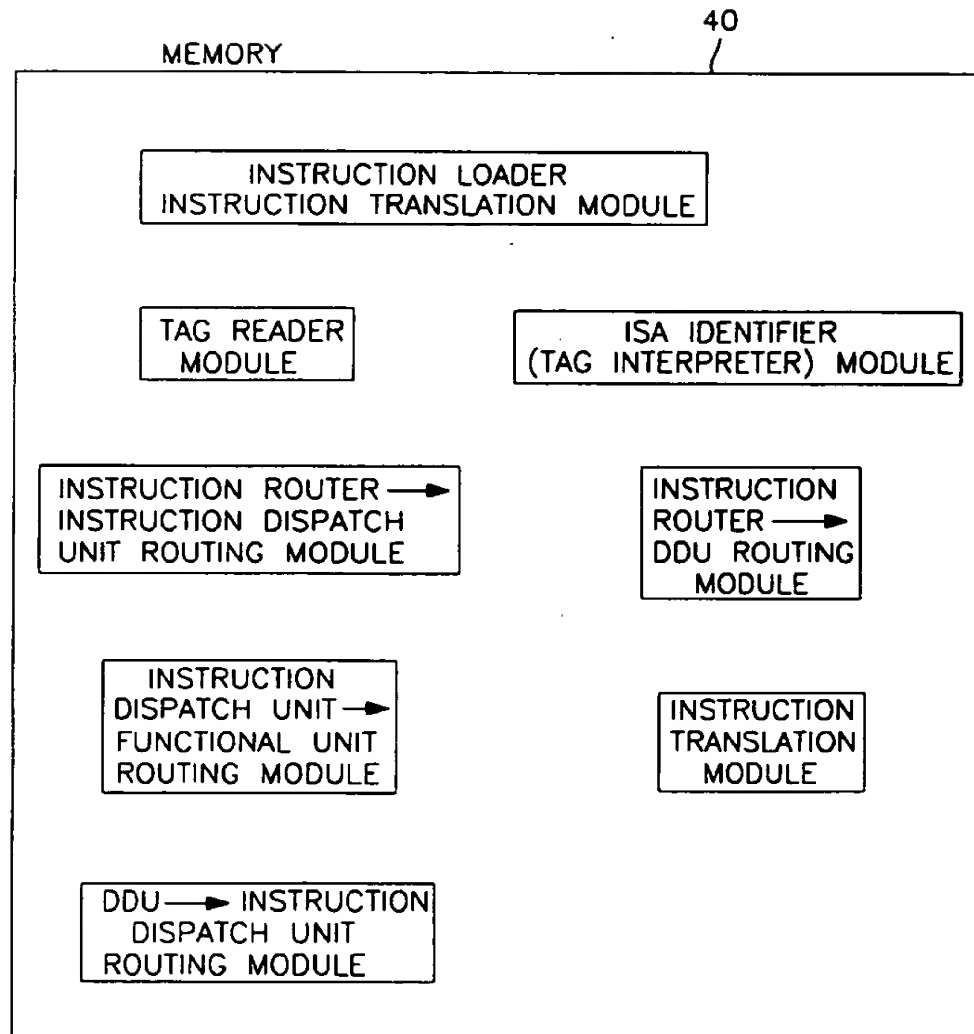 40
MEMORY
INSTRUCTION LOADER
INSTRUCTION TRANSLATION MODULE
TAG READER
MODULE
ISA IDENTIFIER
(TAG INTERPRETER) MODULE
INSTRUCTION ROUTER →
INSTRUCTION DISPATCH
UNIT ROUTING MODULE
INSTRUCTION
ROUTER →
DDU ROUTING
MODULE
INSTRUCTION
DISPATCH UNIT →
FUNCTIONAL UNIT
ROUTING MODULE
INSTRUCTION
TRANSLATION
MODULE
DDU → INSTRUCTION
DISPATCH UNIT
ROUTING MODULE